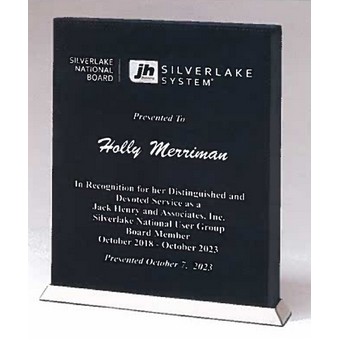 SILVERLAKE
NATIONAL
BOARD
jh
SILVERLAKE
SYSTEM®
Presented To
Holly Merriman
In Recognition for her Distinguished and
Devoted Service as a
Jack Henry and Associates, Inc.
Silverlake National User Group
Board Member
October 2018 - October 2023
Presented October 7, 2023